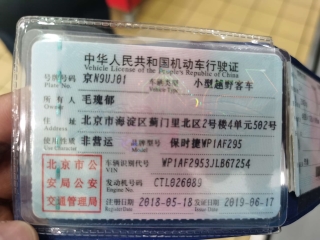 中华人民共和国机动车行驶证
Vehicle License of the People's Republic of China
号牌号码 京N9UJ01 车辆类型 小型越野客车
Plate No. Vehicle Type
所有人 毛瑰郁
Owner
住址 北京市海淀区蓟门里北区2号楼4单元502号
Address
使用性质 非营运 品牌型号 保时捷WP1AF295
Use Character Model
北京市公 车辆识别代号 WP1AF2953JLB67254
VIN
安局公安 发动机号码 CTL026089
Engine No.
交通管理局 注册日期 2018-05-18 发证日期 2019-06-17
Register Date Issue Date